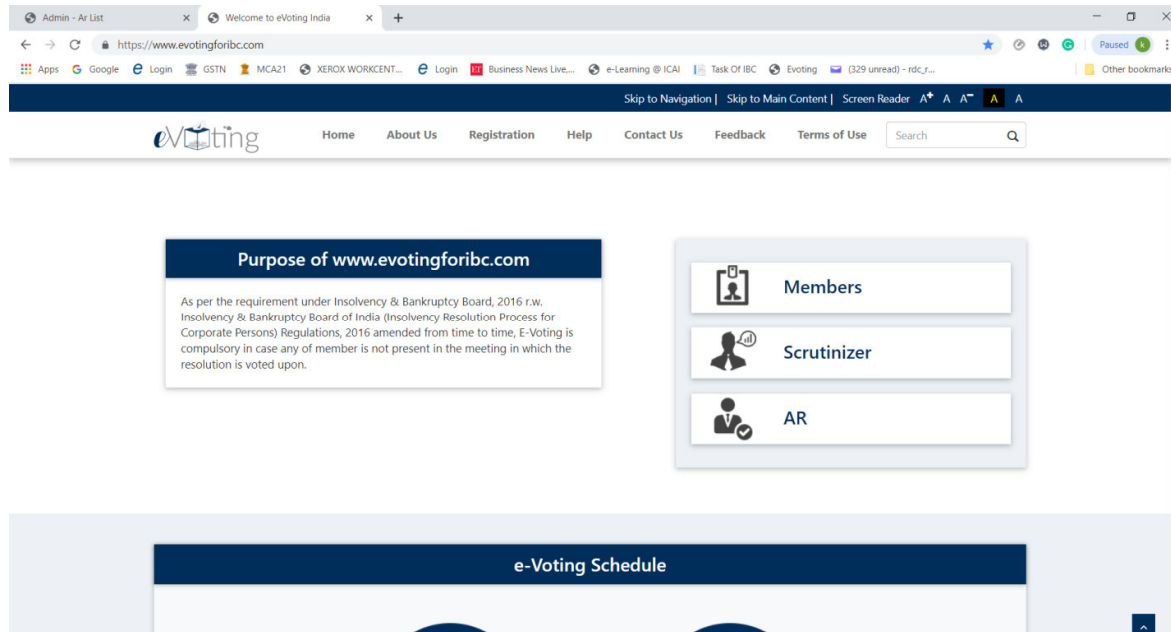 Admin - Ar List
Welcome to eVoting India
https://www.evotingforibc.com
Paused k
Apps Google Login GSTN MCA21 XEROX WORKCENT... Login ET Business News Live,... e-Learning @ ICAI Task Of IBC Evoting (329 unread) - rdc_r... Other bookmarks
Skip to Navigation | Skip to Main Content | Screen Reader A+ A A- A A
eVoting Home About Us Registration Help Contact Us Feedback Terms of Use Search
Purpose of www.evotingforibc.com
As per the requirement under Insolvency & Bankruptcy Board, 2016 r.w.
Insolvency & Bankruptcy Board of India (Insolvency Resolution Process for
Corporate Persons) Regulations, 2016 amended from time to time, E-Voting is
compulsory in case any of member is not present in the meeting in which the
resolution is voted upon.
Members
Scrutinizer
AR
e-Voting Schedule